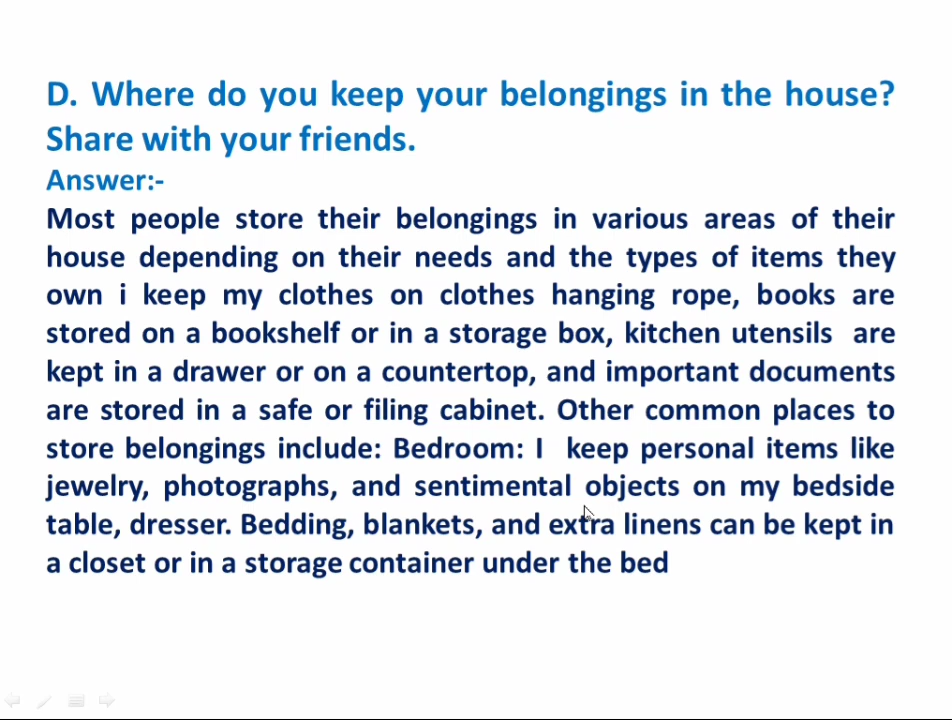 D. Where do you keep your belongings in the house?
Share with your friends.
Answer:-
Most people store their belongings in various areas of their
house depending on their needs and the types of items they
own i keep my clothes on clothes hanging rope, books are
stored on a bookshelf or in a storage box, kitchen utensils are
kept in a drawer or on a countertop, and important documents
are stored in a safe or filing cabinet. Other common places to
store belongings include: Bedroom: I keep personal items like
jewelry, photographs, and sentimental objects on my bedside
table, dresser. Bedding, blankets, and extra linens can be kept in
a closet or in a storage container under the bed